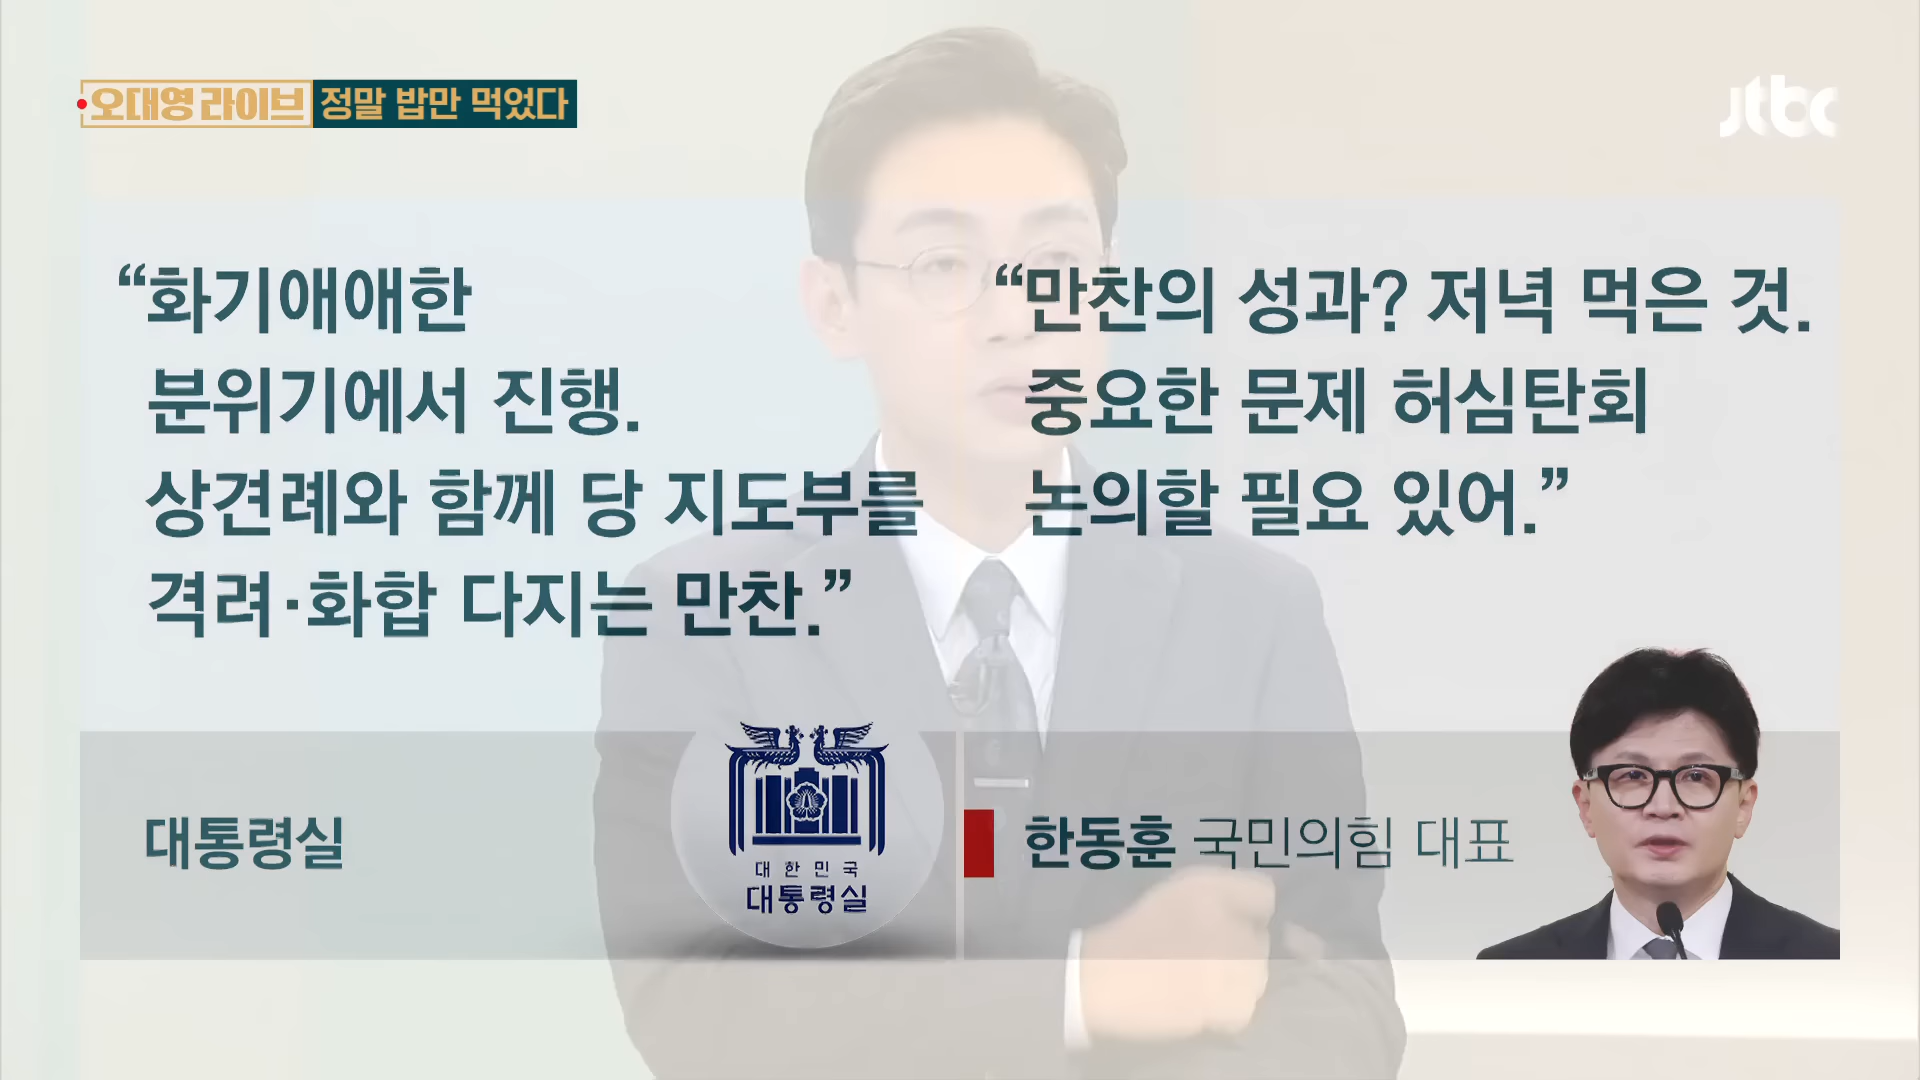 오대영 라이브 정말 밥만 먹었다
jtbc
“화기애애한
분위기에서 진행.
상견례와 함께 당 지도부를
격려·화합 다지는 만찬.”
대통령실
대한민국
대통령실
“만찬의 성과? 저녁 먹은 것.
중요한 문제 허심탄회
논의할 필요 있어.”
한동훈 국민의힘 대표